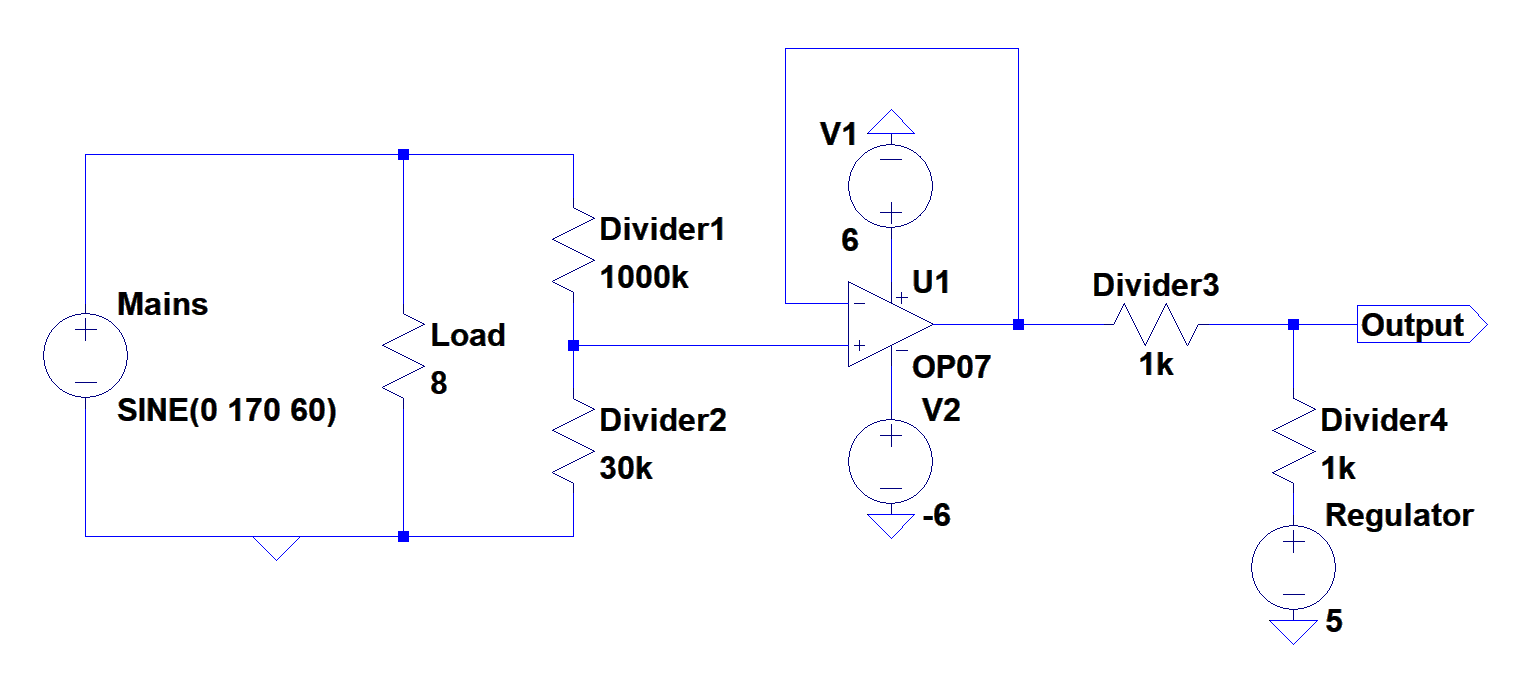 Mains
SINE(0 170 60)
Load
8
Divider1
1000k
Divider2
30k
V1
6
U1
OP07
V2
-6
Divider3
1k
Output
Divider4
1k
Regulator
5